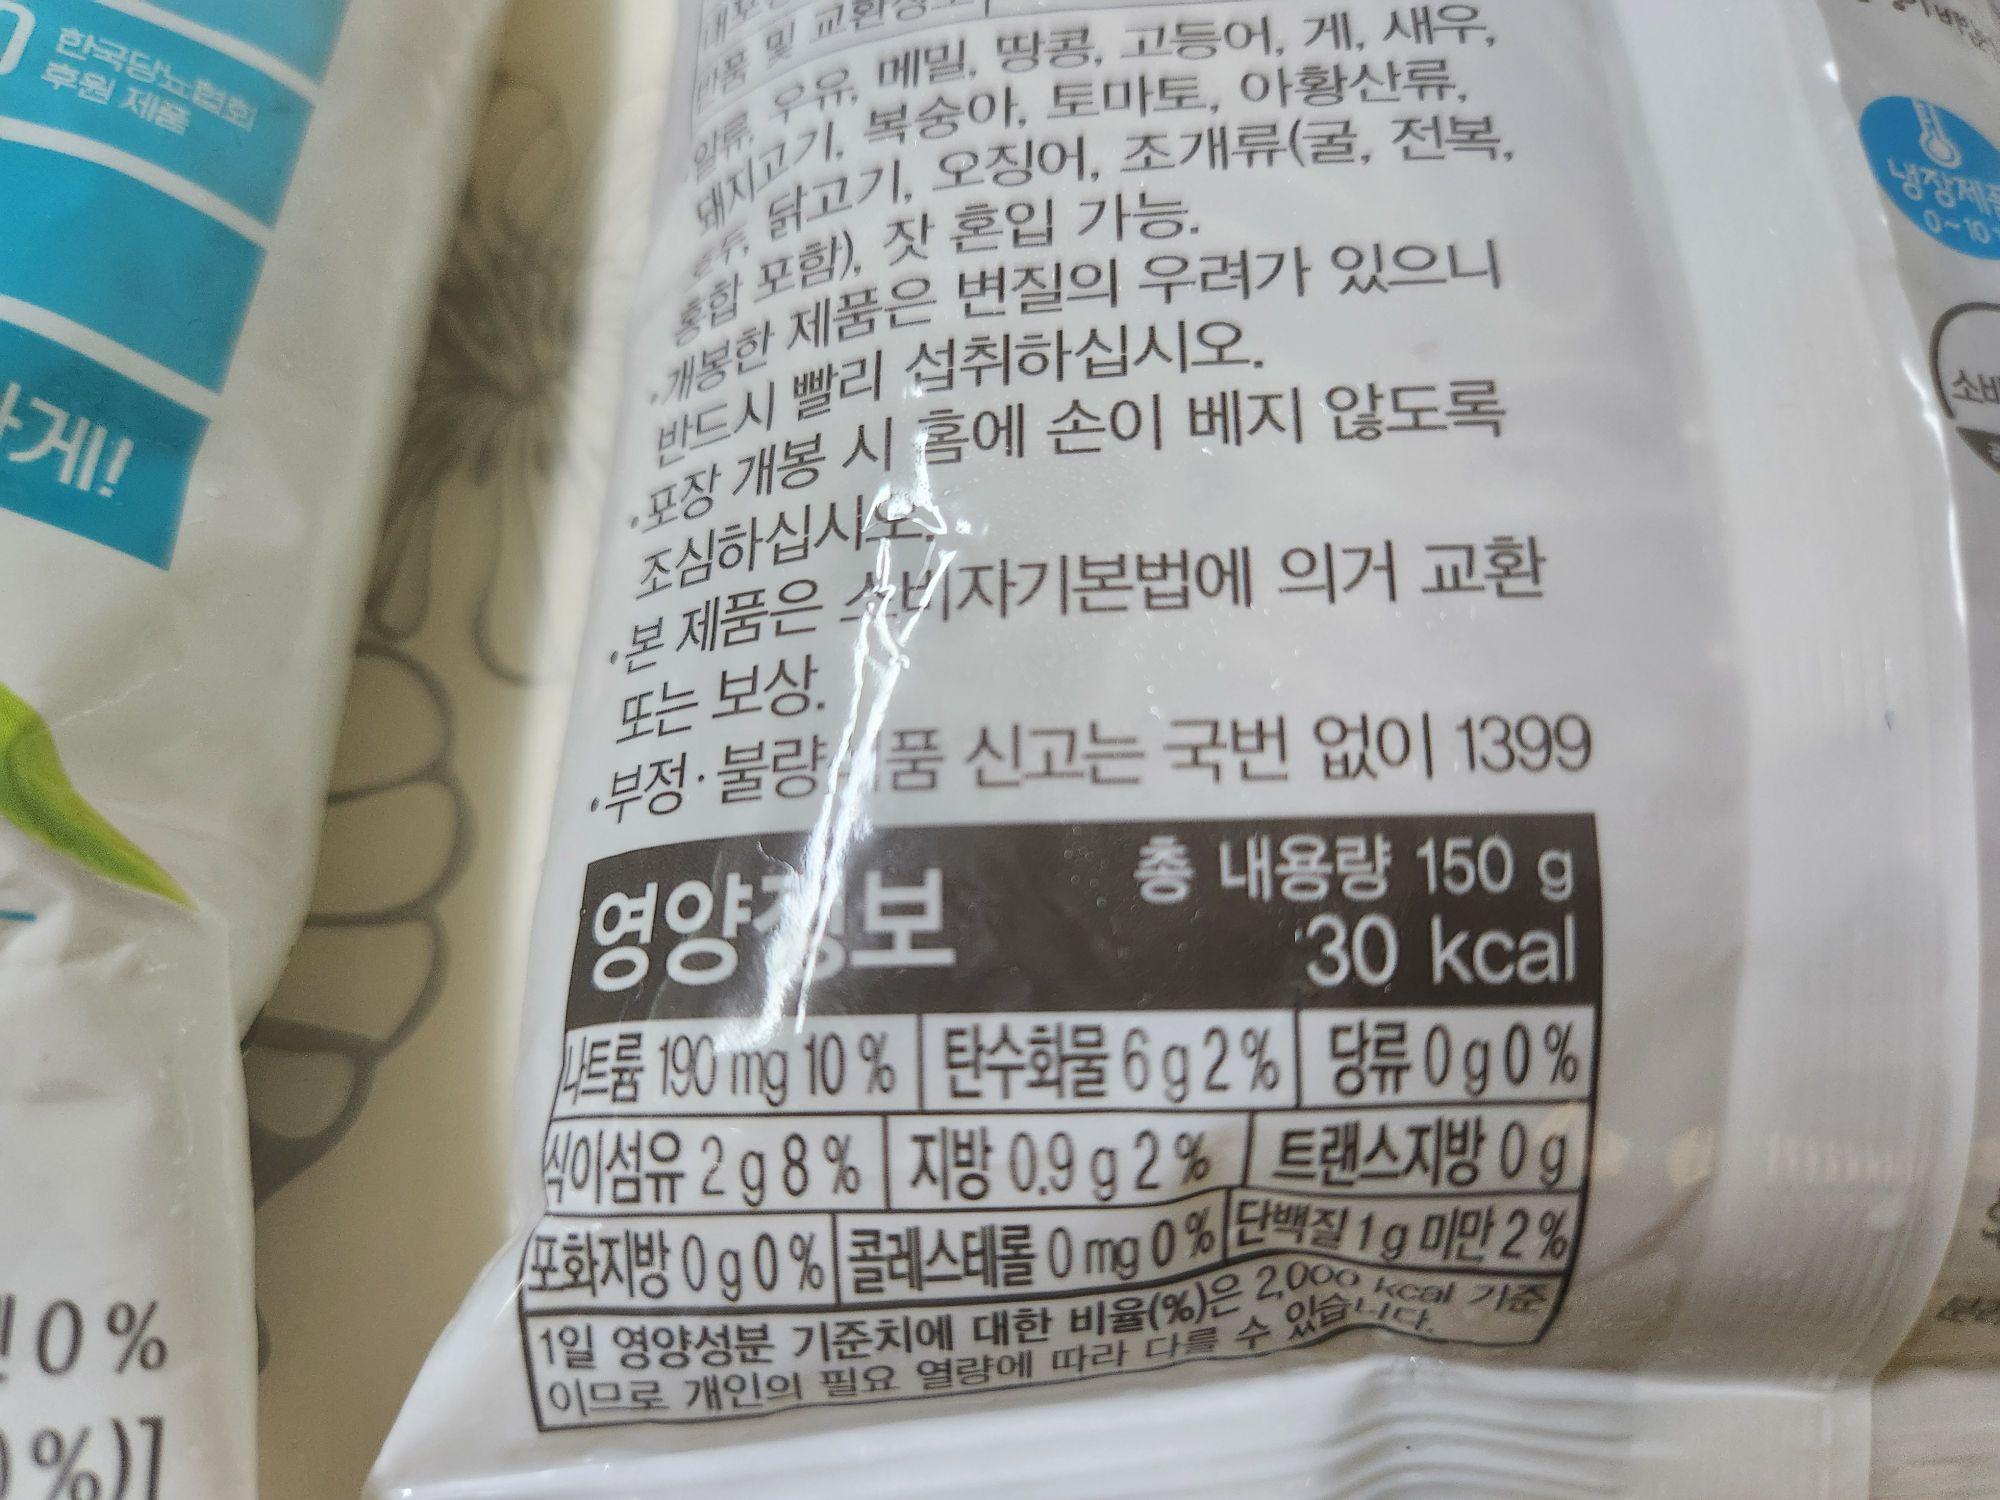 한국당뇨협회
후원 제품
게!
0%
%)]
반품 및 교환장소
우유, 메밀, 땅콩, 고등어, 게, 새우,
돼지고기, 복숭아, 토마토, 아황산류,
호두, 닭고기, 오징어, 조개류(굴, 전복,
홍합 포함), 잣 혼입 가능.
·개봉한 제품은 변질의 우려가 있으니
반드시 빨리 섭취하십시오.
·포장 개봉 시 홈에 손이 베지 않도록
조심하십시오.
·본 제품은 소비자기본법에 의거 교환
또는 보상.
·부정·불량식품 신고는 국번 없이 1399
영양정보
총 내용량 150 g
30 kcal
나트륨 190 mg 10 % 탄수화물 6 g 2 % 당류 0 g 0 %
식이섬유 2 g 8 % 지방 0.9 g 2 % 트랜스지방 0 g
포화지방 0 g 0 % 콜레스테롤 0 mg 0 % 단백질 1 g 미만 2 %
1일 영양성분 기준치에 대한 비율(%)은 2,000 kcal 기준
이므로 개인의 필요 열량에 따라 다를 수 있습니다.
냉장제품
0~10